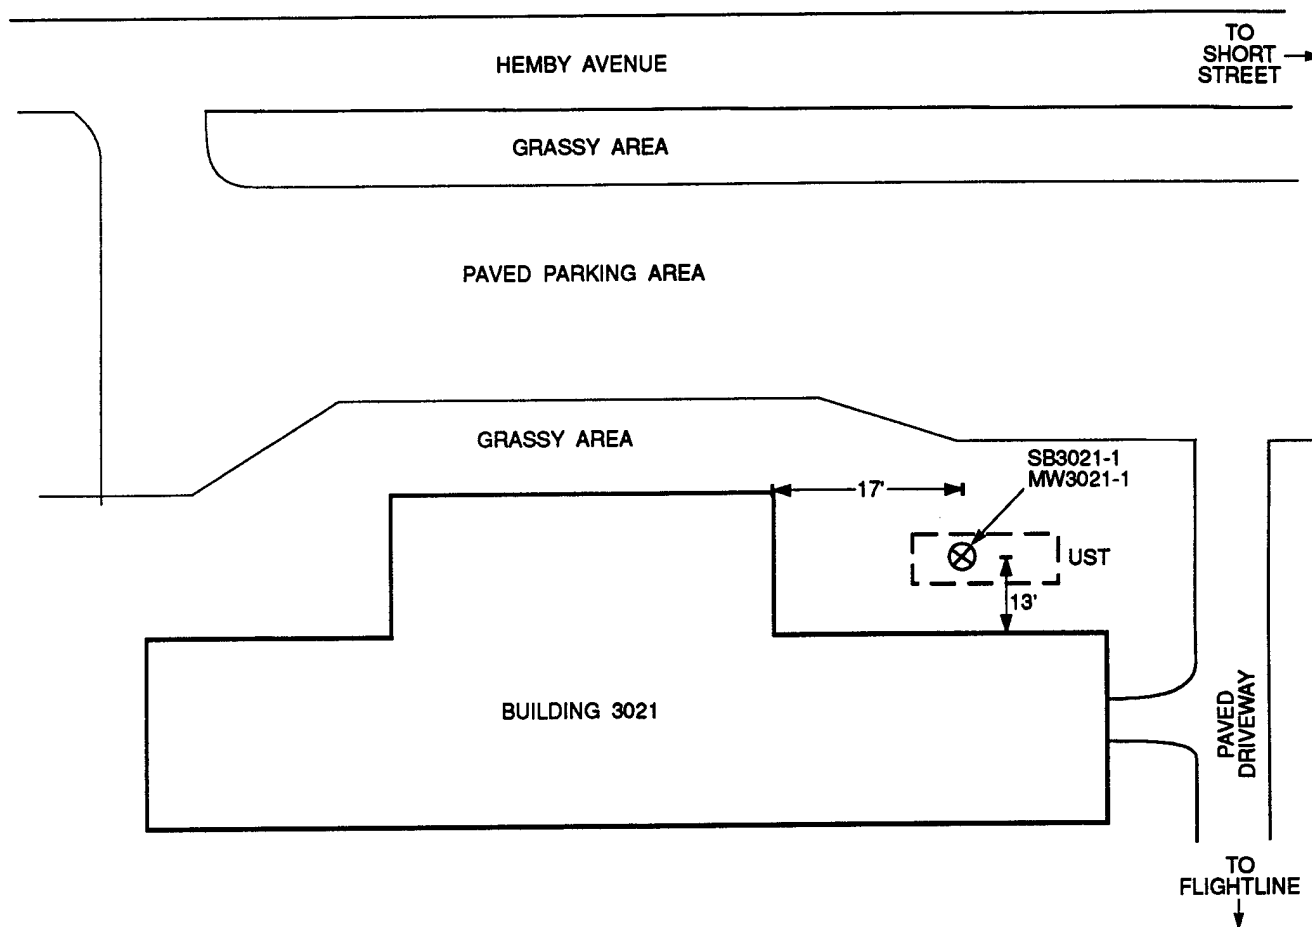 HEMBY AVENUE
TO
SHORT
STREET
GRASSY AREA
PAVED PARKING AREA
GRASSY AREA
SB3021-1
MW3021-1
17'
UST
13'
BUILDING 3021
PAVED
DRIVEWAY
TO
FLIGHTLINE